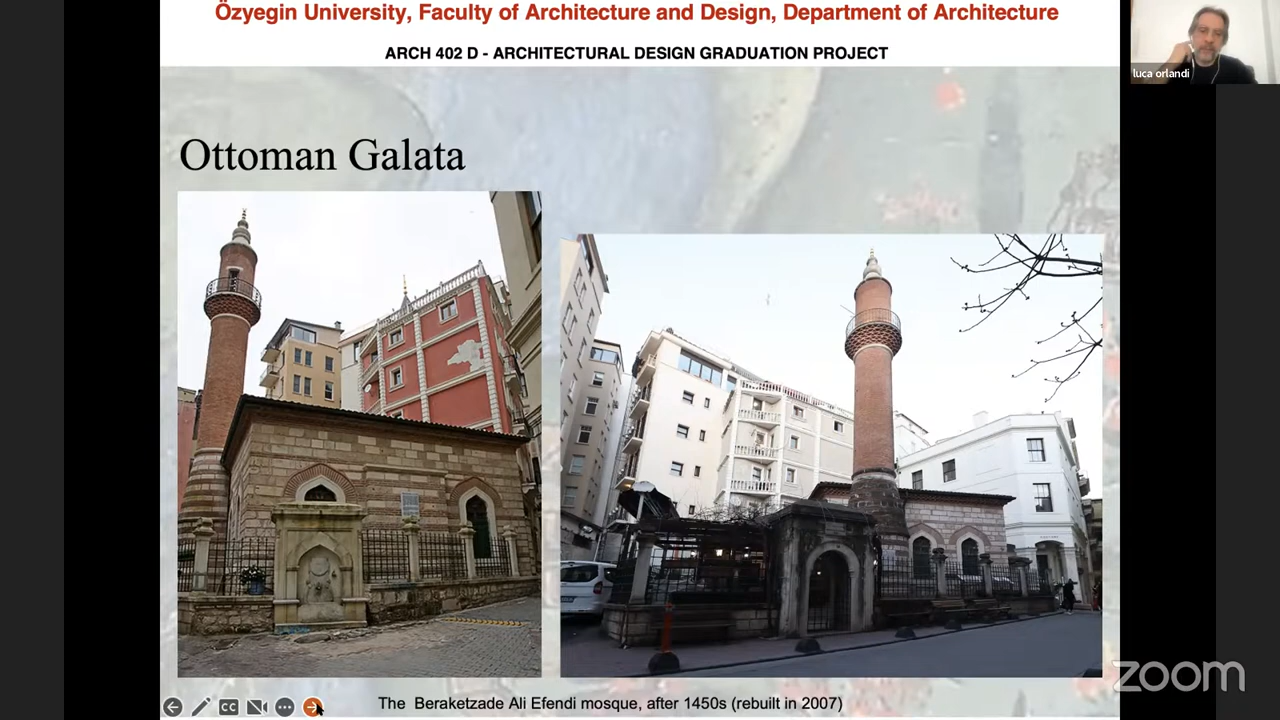 Özyegin University, Faculty of Architecture and Design, Department of Architecture
ARCH 402 D - ARCHITECTURAL DESIGN GRADUATION PROJECT
luca orlandi
Ottoman Galata
zoom
CC
The Beraketzade Ali Efendi mosque, after 1450s (rebuilt in 2007)